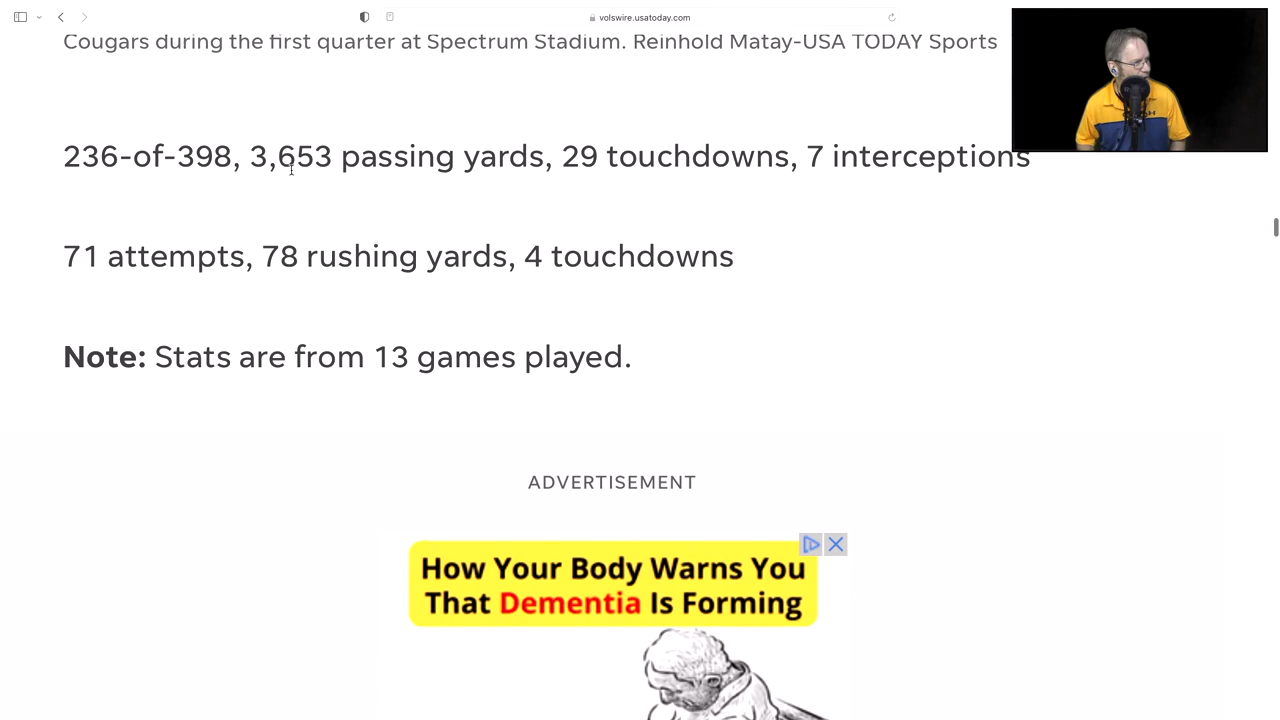 volswire.usatoday.com
Cougars during the first quarter at Spectrum Stadium. Reinhold Matay-USA TODAY Sports
236-of-398, 3,653 passing yards, 29 touchdowns, 7 interceptions
71 attempts, 78 rushing yards, 4 touchdowns
Note: Stats are from 13 games played.
ADVERTISEMENT
How Your Body Warns You
That Dementia Is Forming